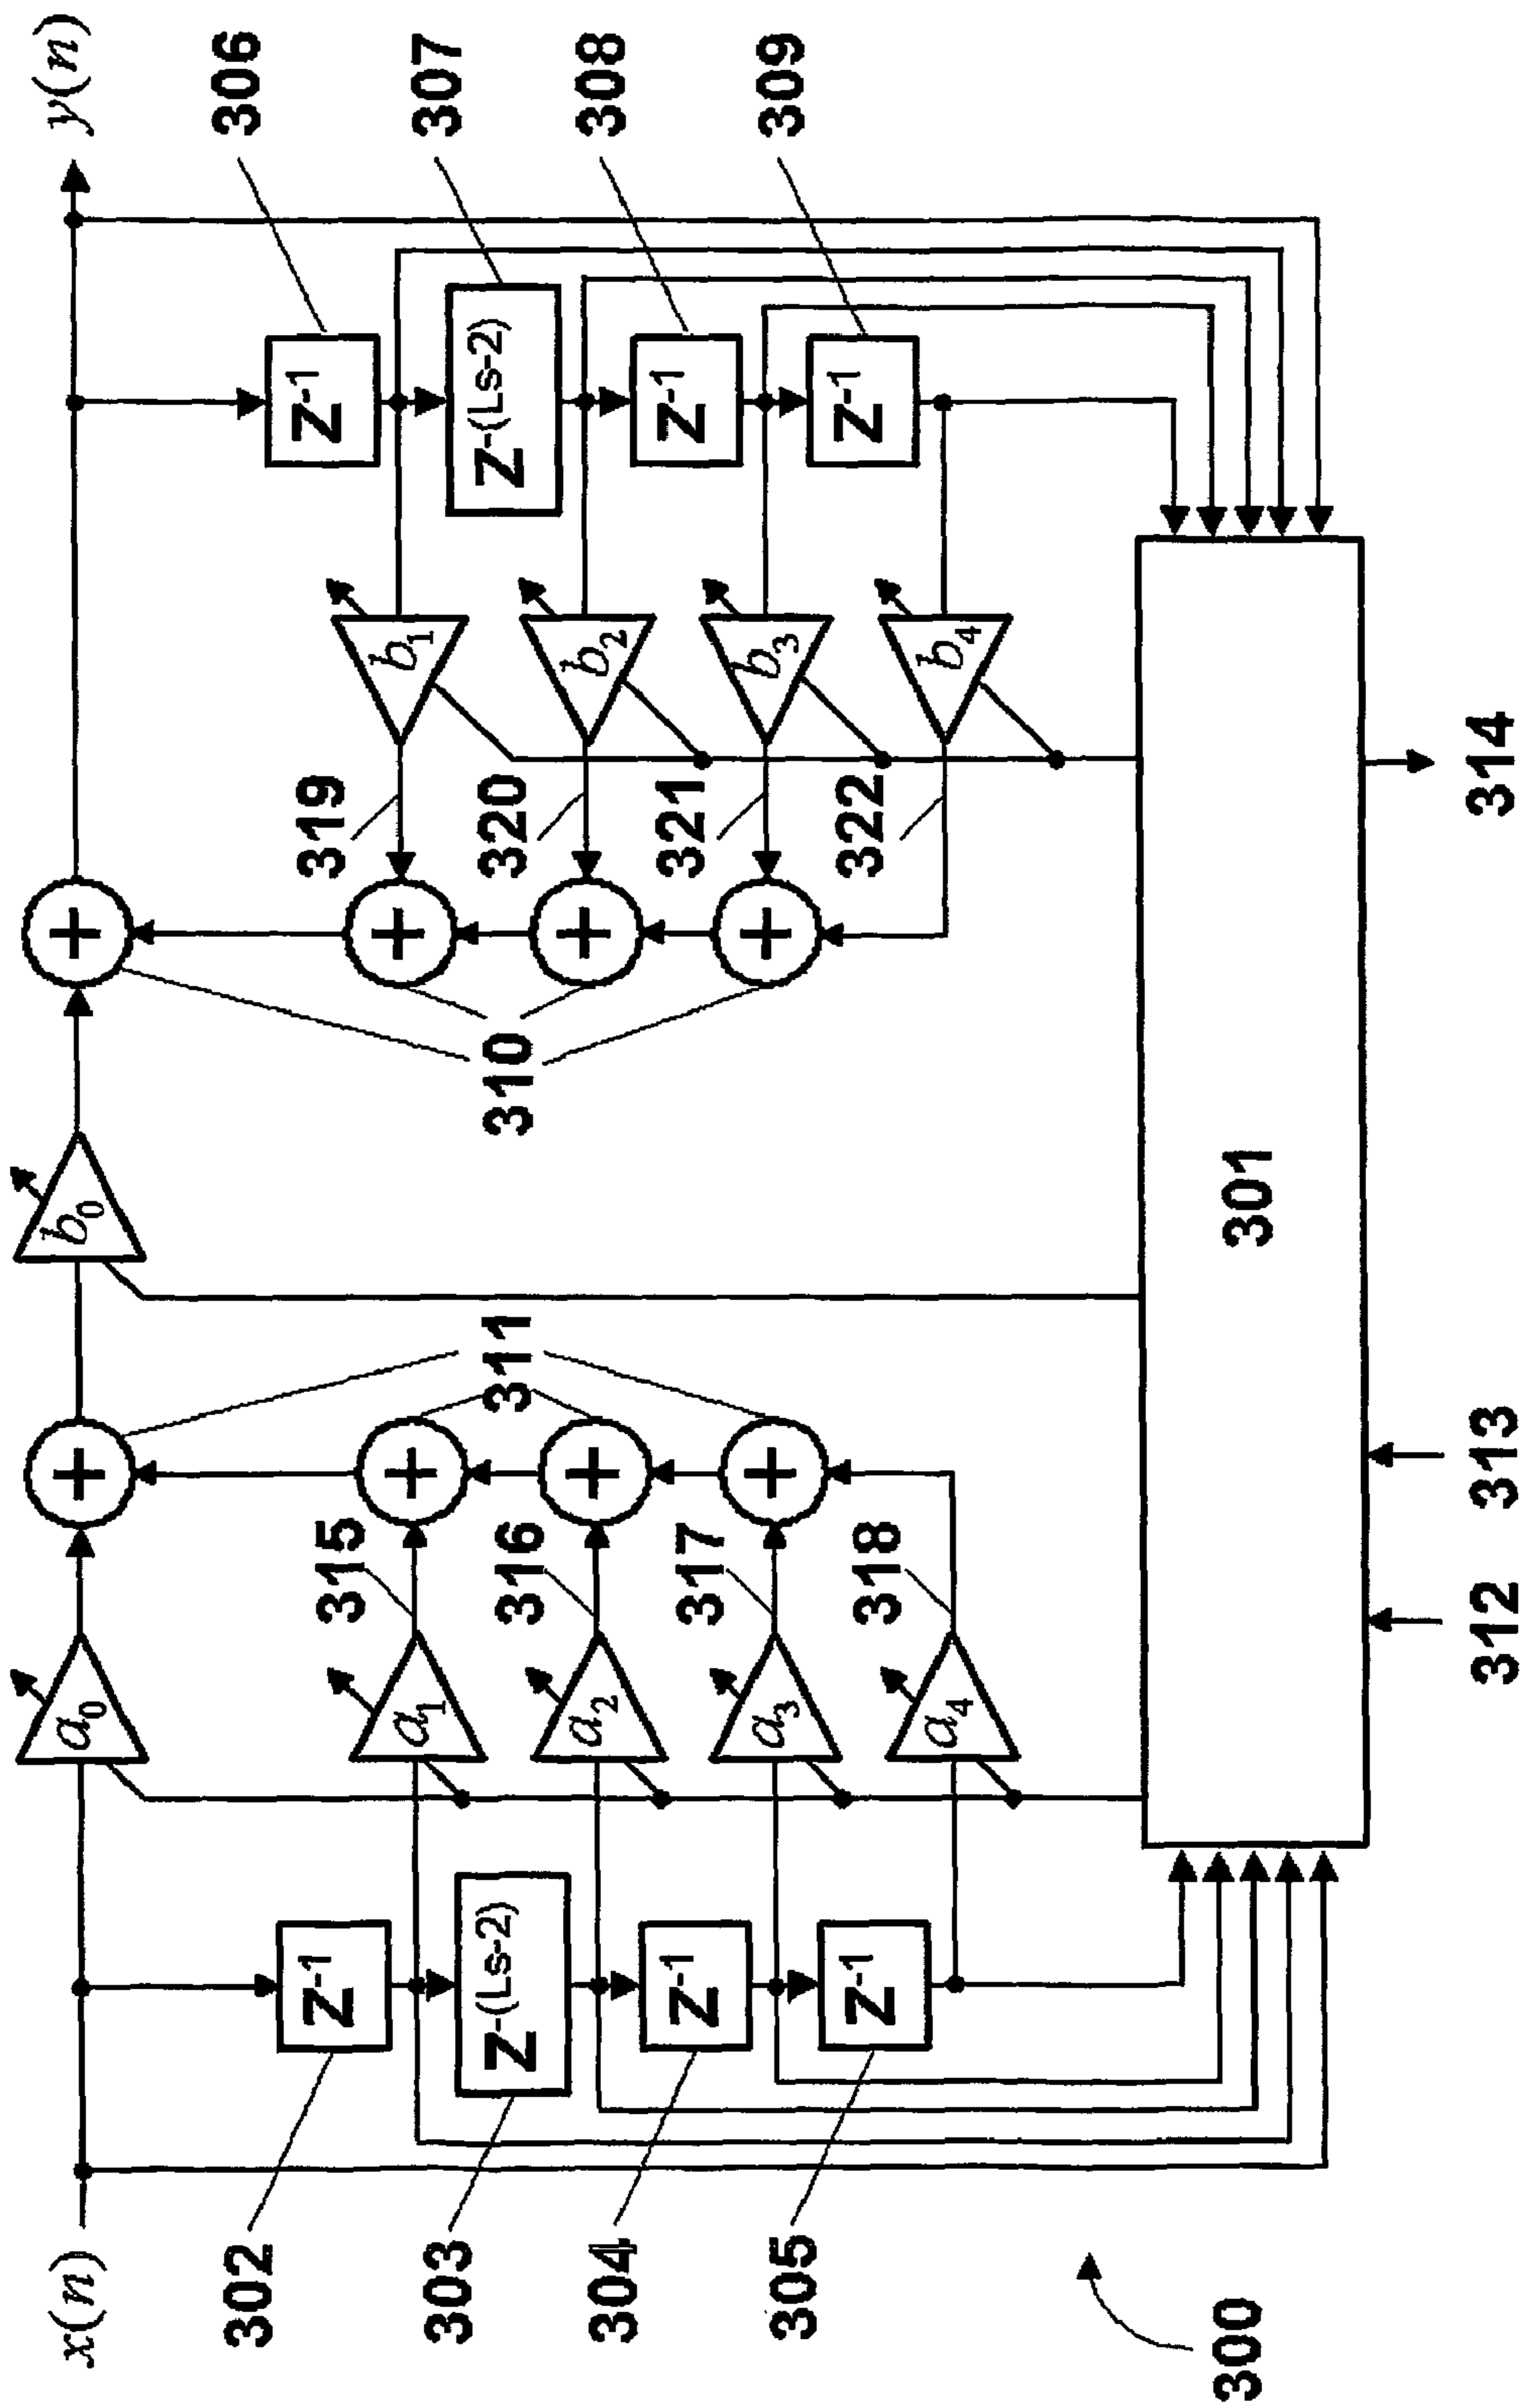 x(n)
a₀
b₀
y(n)
302
Z⁻¹
a₁
315
311
310
319
b₁
Z⁻¹
306
303
Z⁻⁽ᴸˢ⁻²⁾
a₂
316
320
b₂
Z⁻⁽ᴸˢ⁻²⁾
307
304
Z⁻¹
a₃
317
321
b₃
Z⁻¹
308
305
Z⁻¹
a₄
318
322
b₄
Z⁻¹
309
301
300
312
313
314